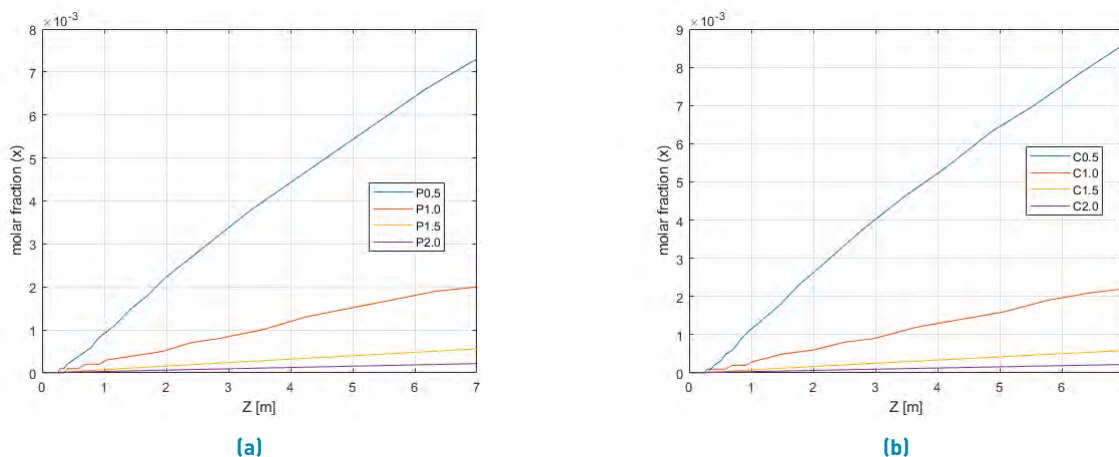 ×10⁻³
8
7
6
5
4
3
2
1
0
molar fraction (x)
P0.5
P1.0
P1.5
P2.0
0 1 2 3 4 5 6 7
Z [m]
(a)
×10⁻³
9
8
7
6
5
4
3
2
1
0
molar fraction (x)
C0.5
C1.0
C1.5
C2.0
0 1 2 3 4 5 6 7
Z [m]
(b)